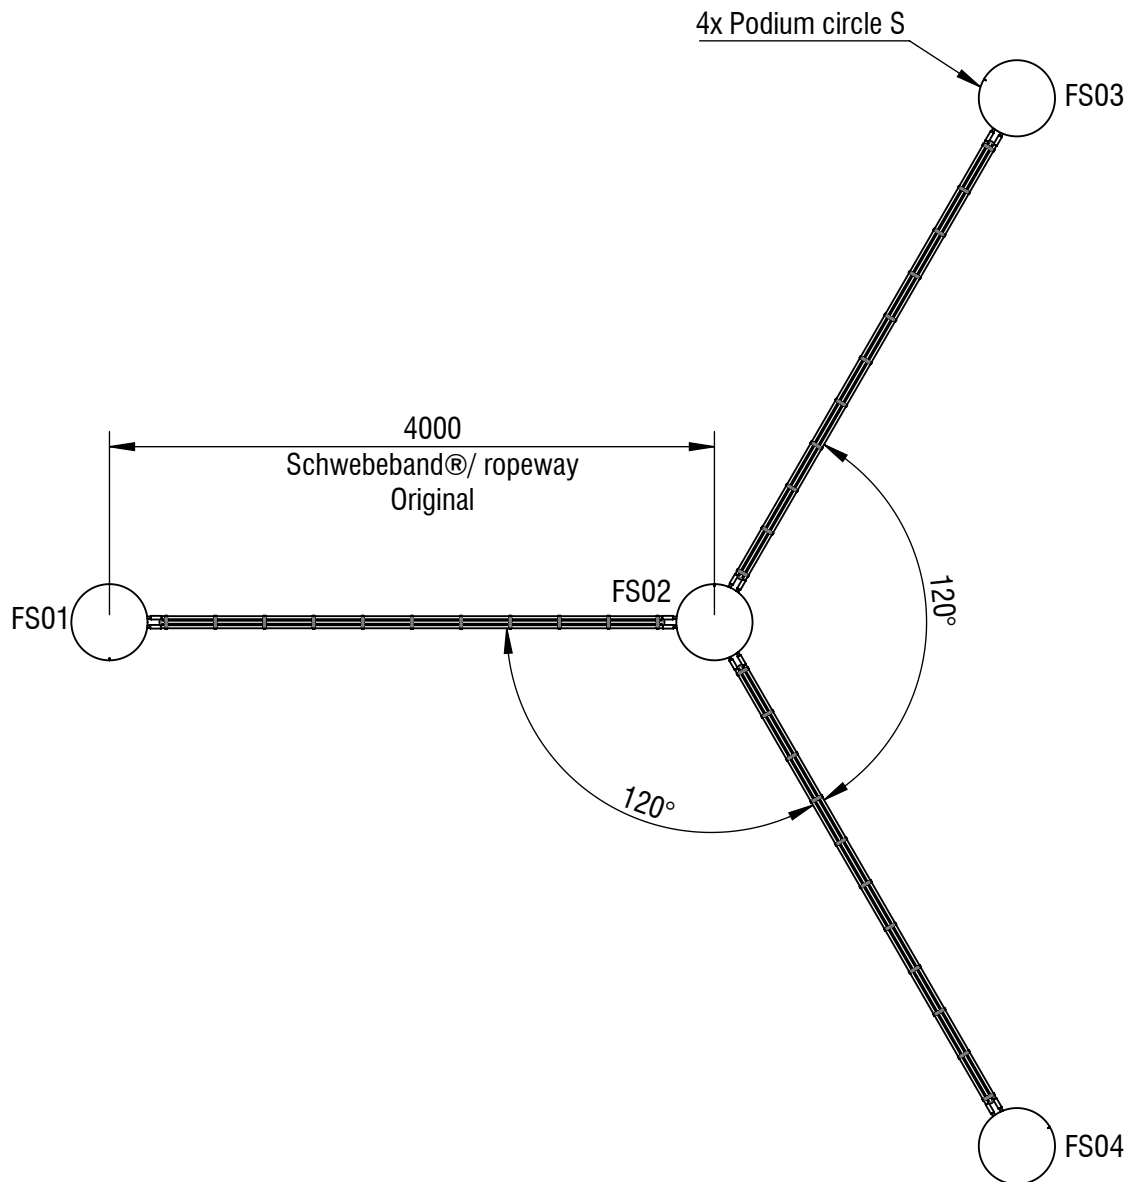 4x Podium circle S
FS03
4000
Schwebeband®/ ropeway
Original
FS02
FS01
120°
120°
FS04